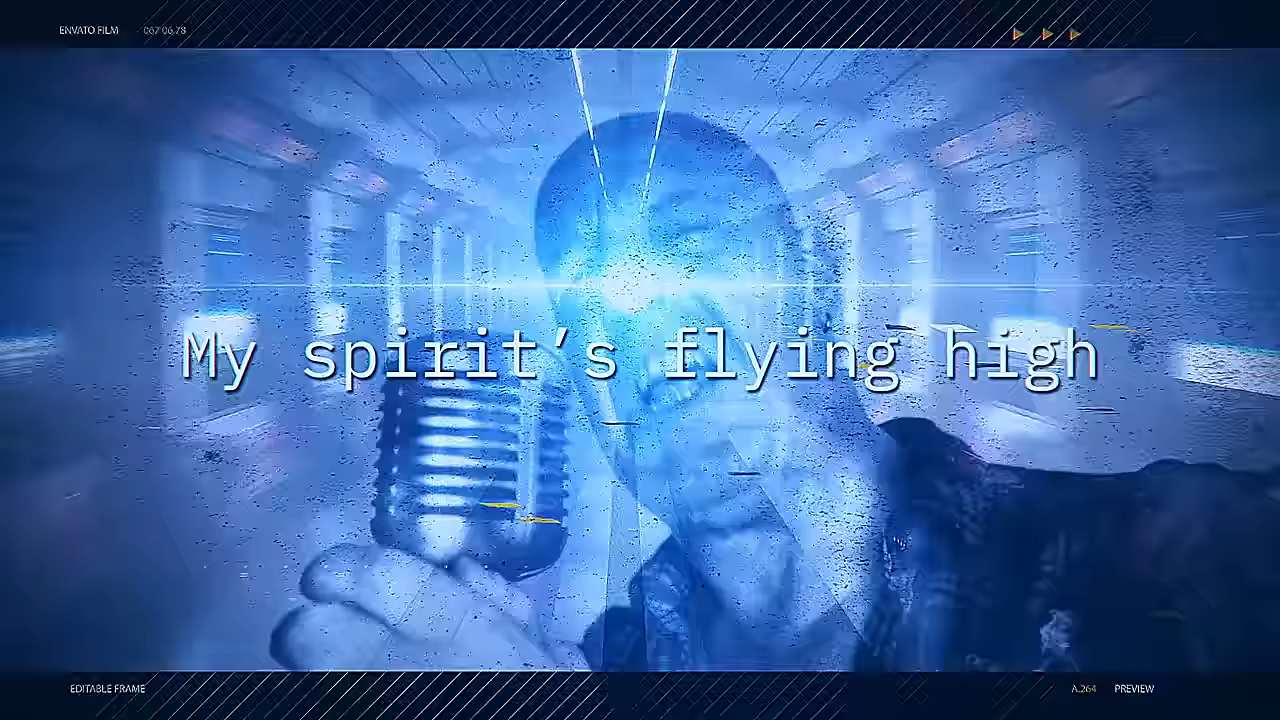 ENVATO FILM 067 06.78
My spirit's flying high
EDITABLE FRAME A.264 PREVIEW